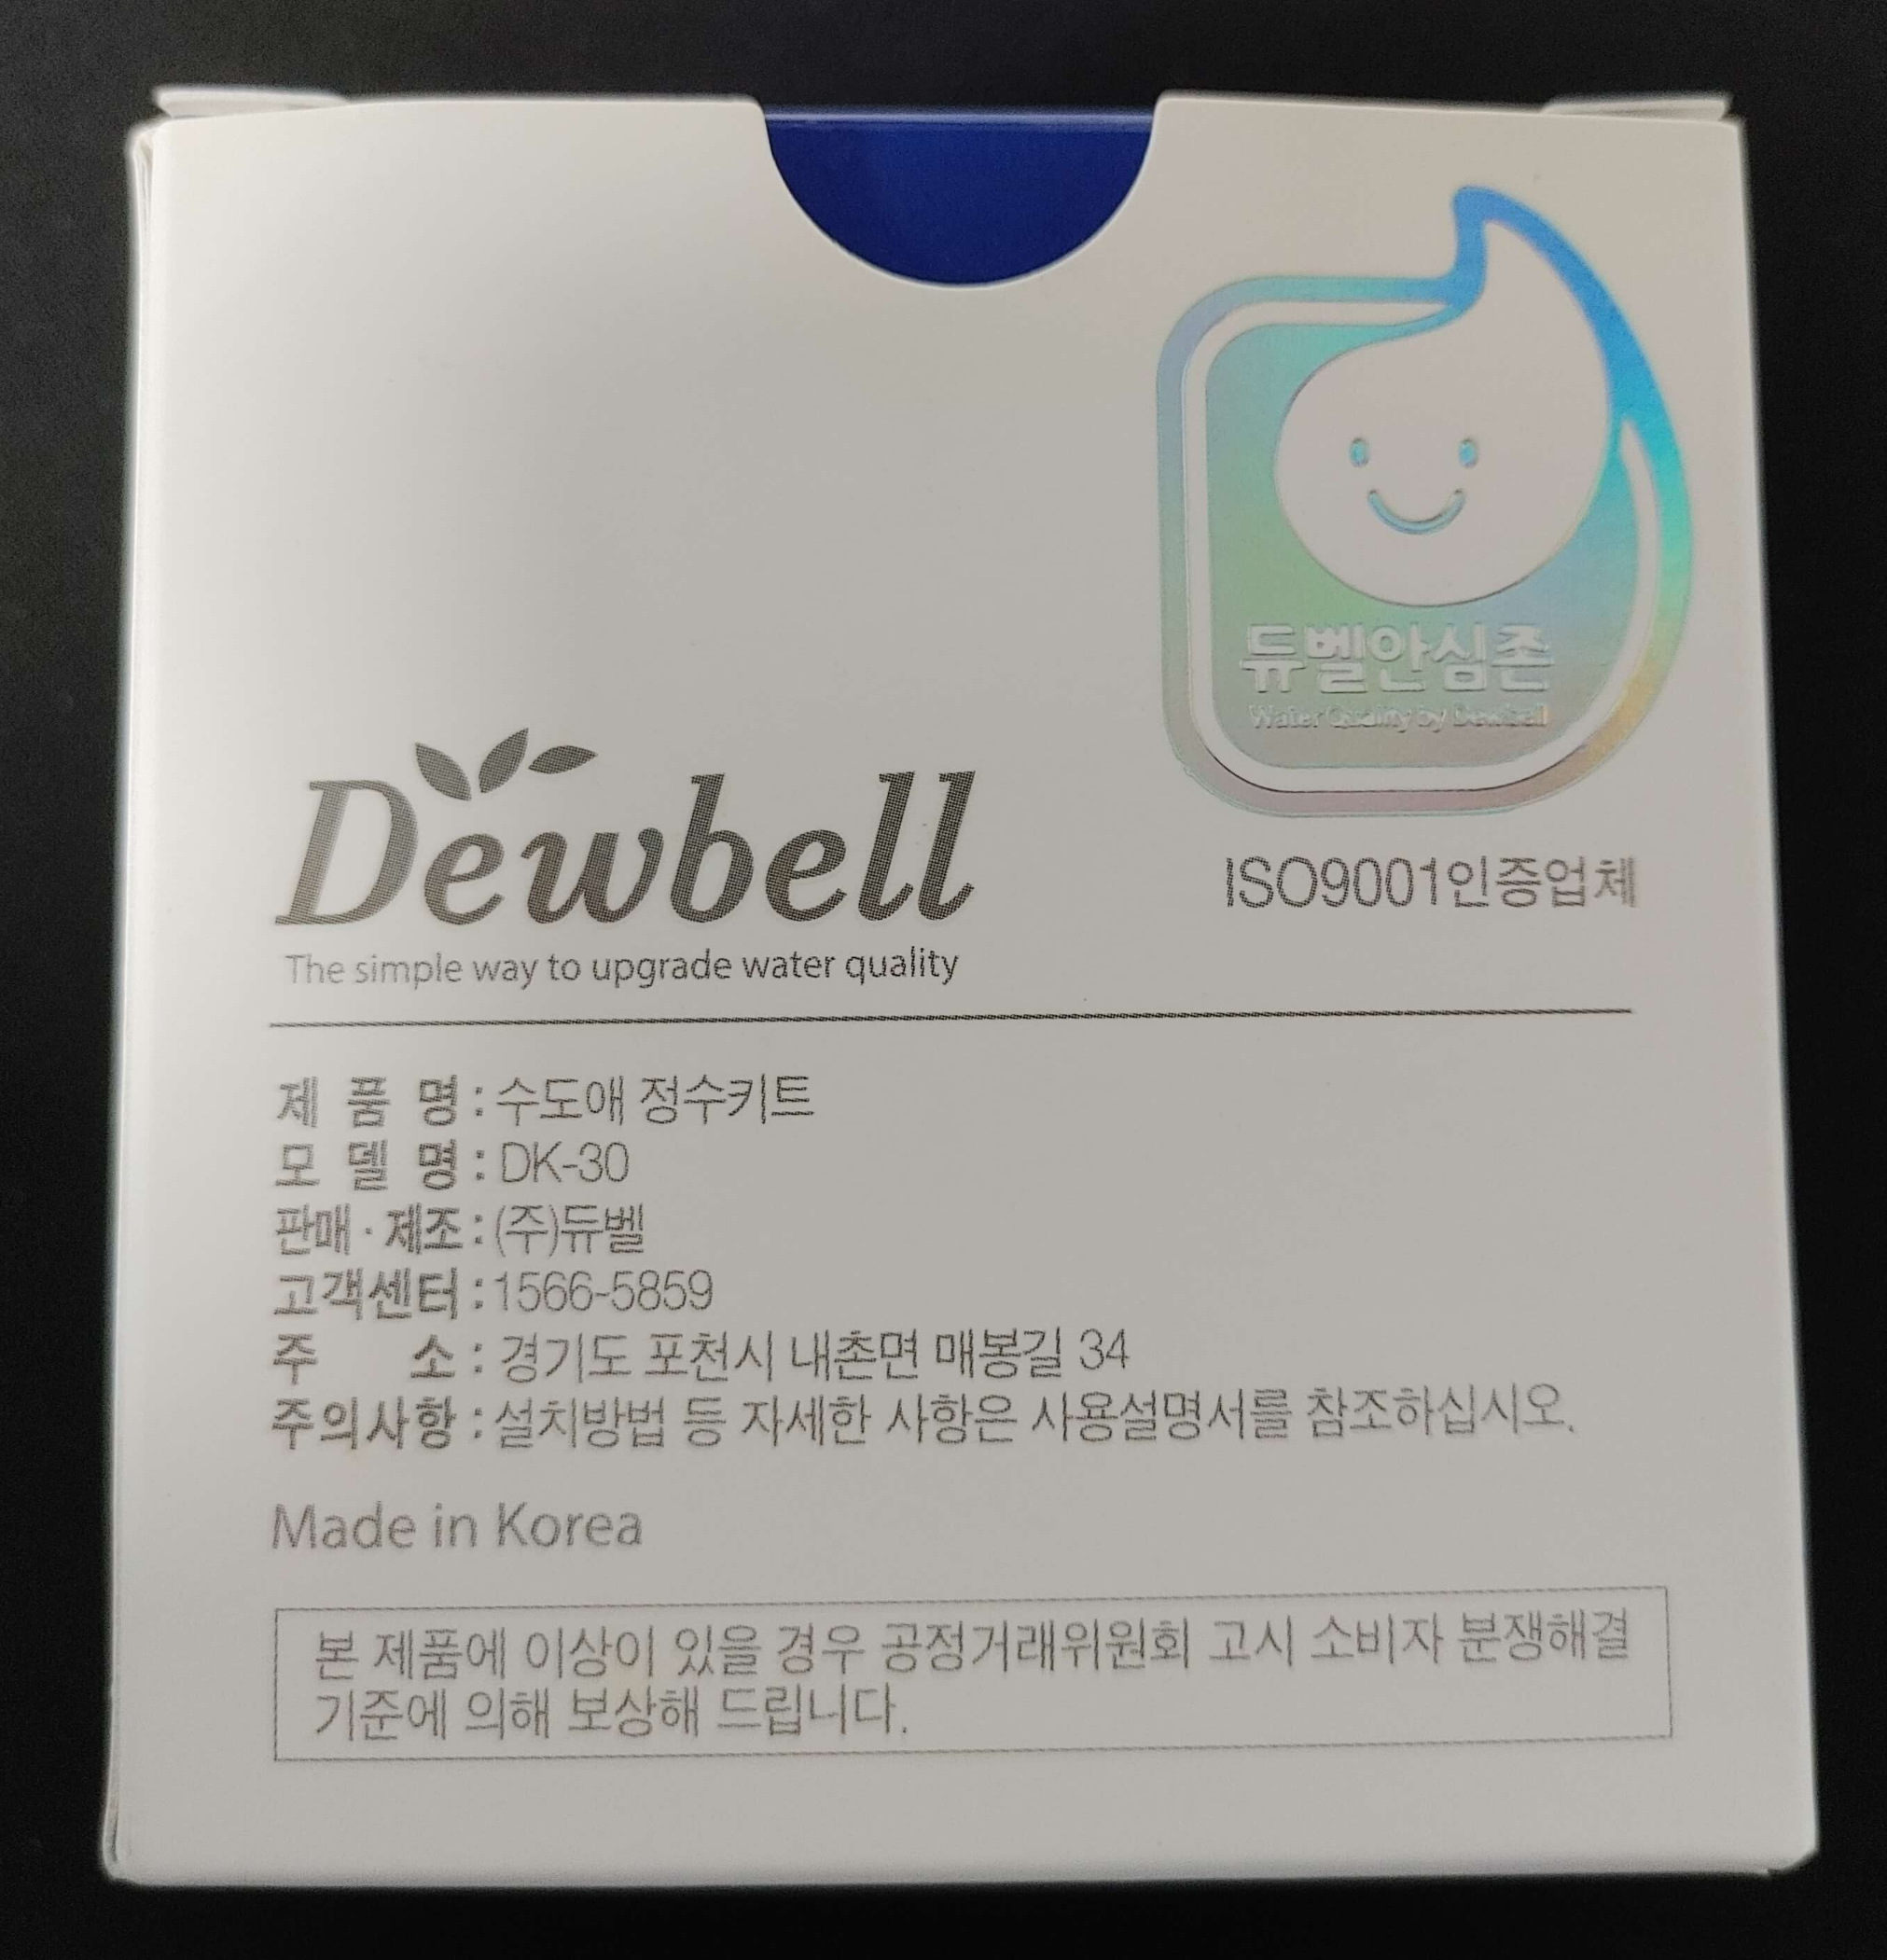 듀벨안심존
Water Quality by Dewbell
ISO9001인증업체
Dewbell
The simple way to upgrade water quality
제 품 명 : 수도애 정수키트
모 델 명 : DK-30
판매 · 제조 : (주)듀벨
고객센터 : 1566-5859
주 소 : 경기도 포천시 내촌면 매봉길 34
주의사항 : 설치방법 등 자세한 사항은 사용설명서를 참조하십시오.
Made in Korea
본 제품에 이상이 있을 경우 공정거래위원회 고시 소비자 분쟁해결
기준에 의해 보상해 드립니다.